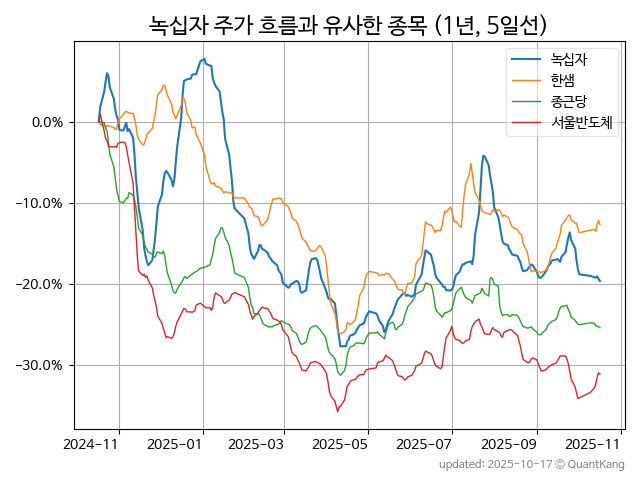 녹십자 주가 흐름과 유사한 종목 (1년, 5일선)
녹십자
한샘
종근당
서울반도체
0.0%
−10.0%
−20.0%
−30.0%
2024-11 2025-01 2025-03 2025-05 2025-07 2025-09 2025-11
updated: 2025-10-17 © QuantKang